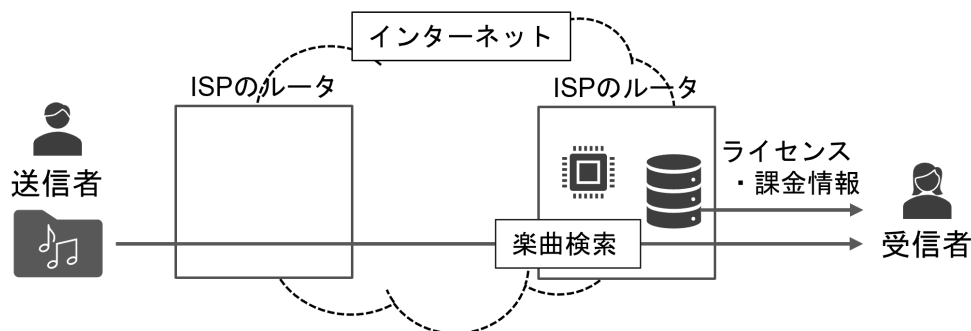 インターネット
ISPのルータ
ISPのルータ
送信者
ライセンス
・課金情報
楽曲検索
受信者